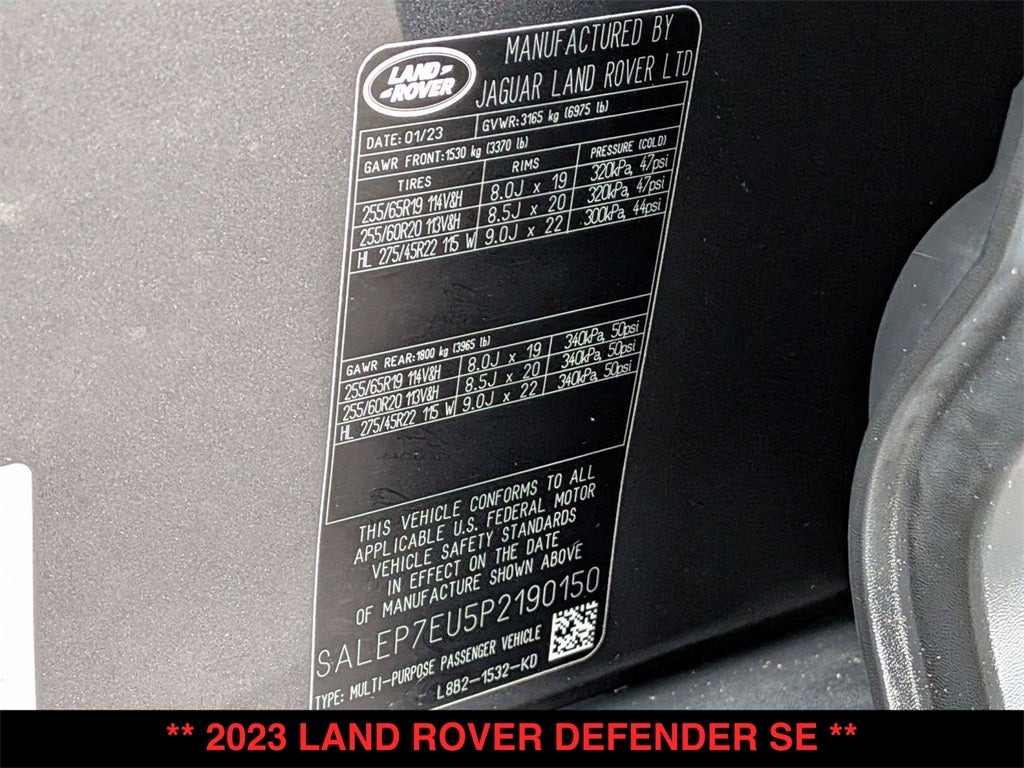 LAND
ROVER
MANUFACTURED BY
JAGUAR LAND ROVER LTD
DATE: 01/23 GVWR: 3165 kg (6975 lb)
GAWR FRONT: 1530 kg (3370 lb)
TIRES RIMS PRESSURE (COLD)
255/65R19 114V&H 8.0J x 19 320kPa, 47psi
255/60R20 113V&H 8.5J x 20 320kPa, 47psi
HL 275/45R22 115 W 9.0J x 22 300kPa, 44psi
GAWR REAR: 1800 kg (3965 lb)
255/65R19 114V&H 8.0J x 19 340kPa, 50psi
255/60R20 113V&H 8.5J x 20 340kPa, 50psi
HL 275/45R22 115 W 9.0J x 22 340kPa, 50psi
THIS VEHICLE CONFORMS TO ALL
APPLICABLE U.S. FEDERAL MOTOR
VEHICLE SAFETY STANDARDS
IN EFFECT ON THE DATE
OF MANUFACTURE SHOWN ABOVE
SALEP7EU5P2190150
TYPE: MULTI-PURPOSE PASSENGER VEHICLE
L8B2-1532-KD
** 2023 LAND ROVER DEFENDER SE **